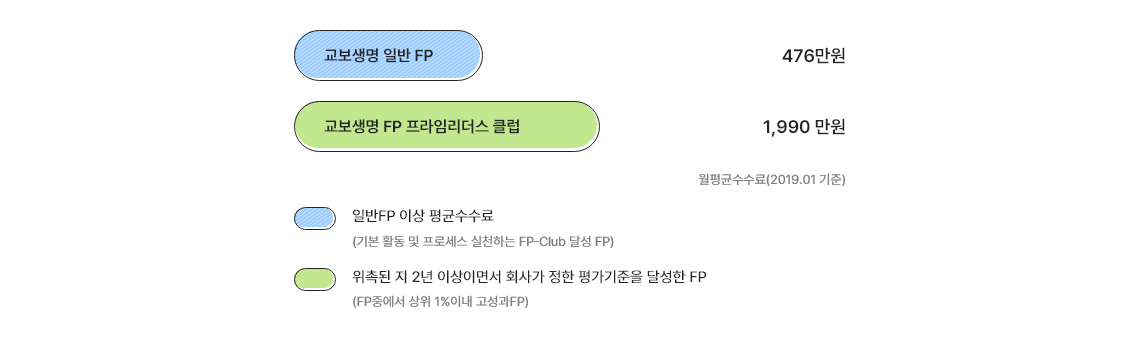 교보생명 일반 FP 476만원
교보생명 FP 프라임리더스 클럽 1,990 만원
월평균수수료(2019.01 기준)
일반FP 이상 평균수수료
(기본 활동 및 프로세스 실천하는 FP-Club 달성 FP)
위촉된 지 2년 이상이면서 회사가 정한 평가기준을 달성한 FP
(FP중에서 상위 1%이내 고성과FP)